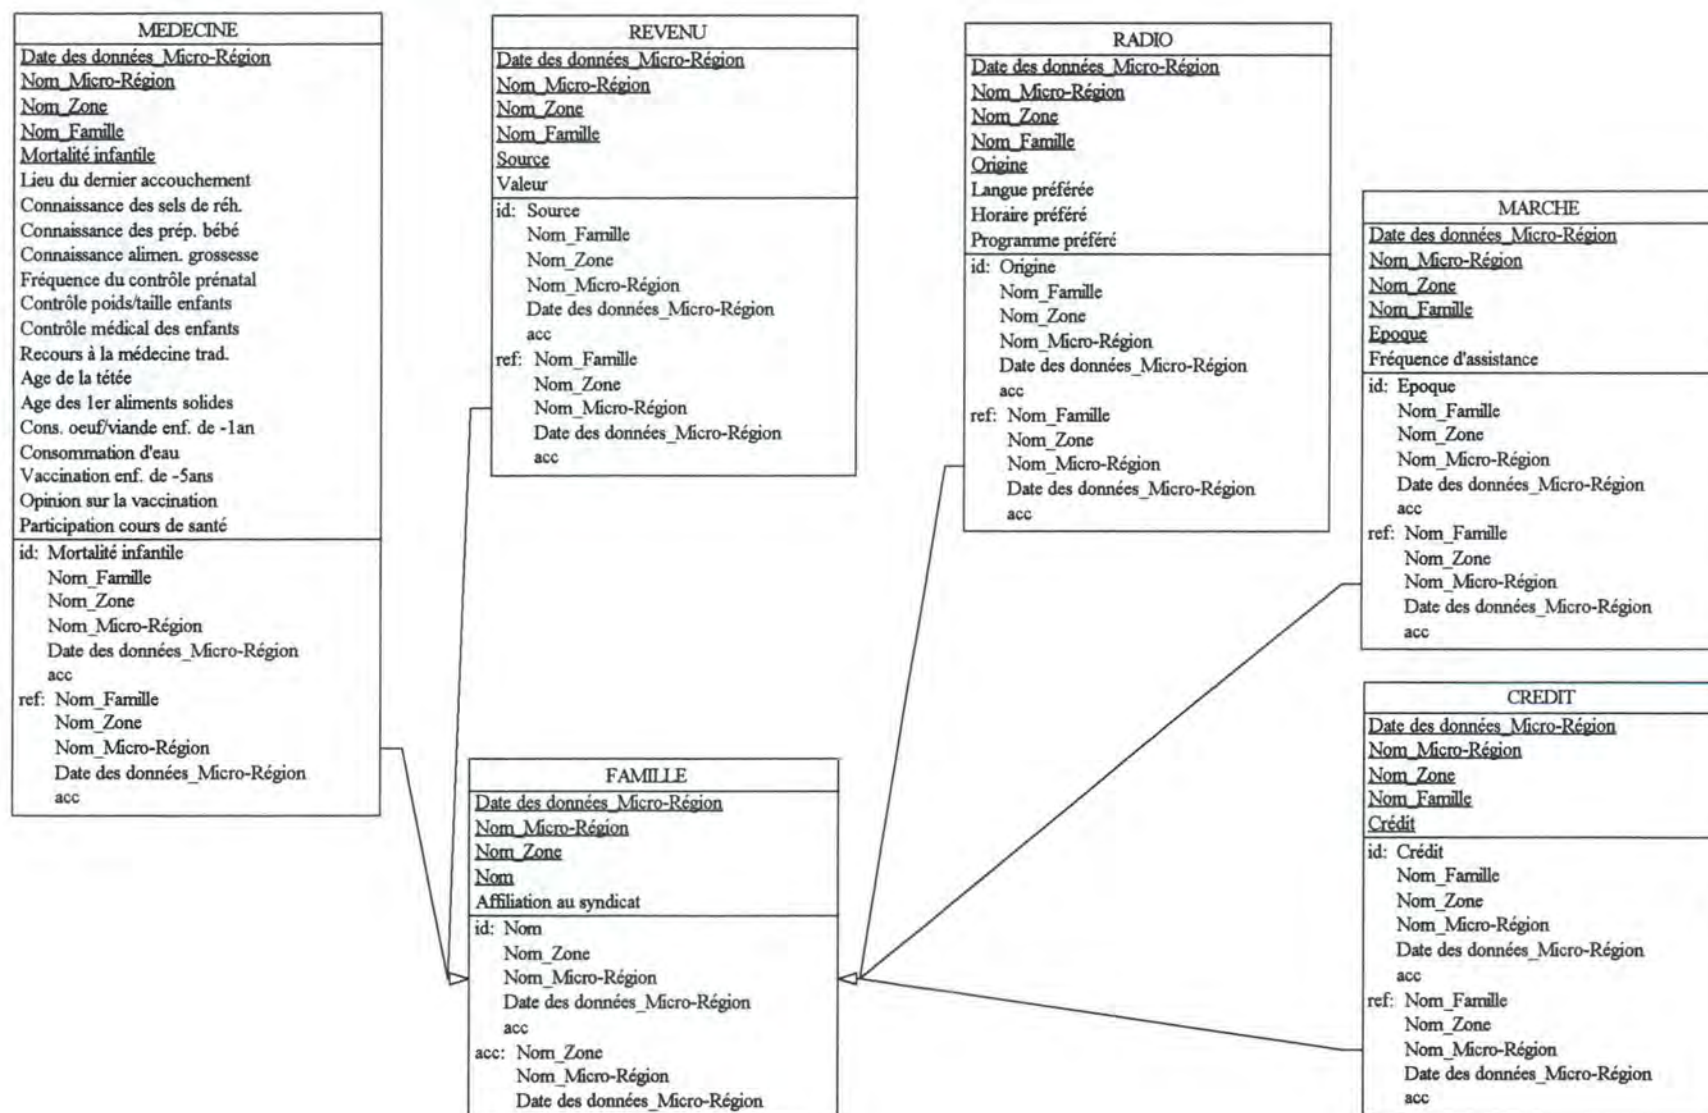 MEDECINE
Date des données_Micro-Région
Nom_Micro-Région
Nom_Zone
Nom_Famille
Mortalité infantile
Lieu du dernier accouchement
Connaissance des sels de réh.
Connaissance des prép. bébé
Connaissance alimen. grossesse
Fréquence du contrôle prénatal
Contrôle poids/taille enfants
Contrôle médical des enfants
Recours à la médecine trad.
Age de la tétée
Age des 1er aliments solides
Cons. oeuf/viande enf. de -1an
Consommation d'eau
Vaccination enf. de -5ans
Opinion sur la vaccination
Participation cours de santé
id: Mortalité infantile
Nom_Famille
Nom_Zone
Nom_Micro-Région
Date des données_Micro-Région
acc
ref: Nom_Famille
Nom_Zone
Nom_Micro-Région
Date des données_Micro-Région
acc
REVENU
Date des données_Micro-Région
Nom_Micro-Région
Nom_Zone
Nom_Famille
Source
Valeur
id: Source
Nom_Famille
Nom_Zone
Nom_Micro-Région
Date des données_Micro-Région
acc
ref: Nom_Famille
Nom_Zone
Nom_Micro-Région
Date des données_Micro-Région
acc
RADIO
Date des données_Micro-Région
Nom_Micro-Région
Nom_Zone
Nom_Famille
Origine
Langue préférée
Horaire préféré
Programme préféré
id: Origine
Nom_Famille
Nom_Zone
Nom_Micro-Région
Date des données_Micro-Région
acc
ref: Nom_Famille
Nom_Zone
Nom_Micro-Région
Date des données_Micro-Région
acc
MARCHE
Date des données_Micro-Région
Nom_Micro-Région
Nom_Zone
Nom_Famille
Epoque
Fréquence d'assistance
id: Epoque
Nom_Famille
Nom_Zone
Nom_Micro-Région
Date des données_Micro-Région
acc
ref: Nom_Famille
Nom_Zone
Nom_Micro-Région
Date des données_Micro-Région
acc
FAMILLE
Date des données_Micro-Région
Nom_Micro-Région
Nom_Zone
Nom
Affiliation au syndicat
id: Nom
Nom_Zone
Nom_Micro-Région
Date des données_Micro-Région
acc
acc: Nom_Zone
Nom_Micro-Région
Date des données_Micro-Région
CREDIT
Date des données_Micro-Région
Nom_Micro-Région
Nom_Zone
Nom_Famille
Crédit
id: Crédit
Nom_Famille
Nom_Zone
Nom_Micro-Région
Date des données_Micro-Région
acc
ref: Nom_Famille
Nom_Zone
Nom_Micro-Région
Date des données_Micro-Région
acc